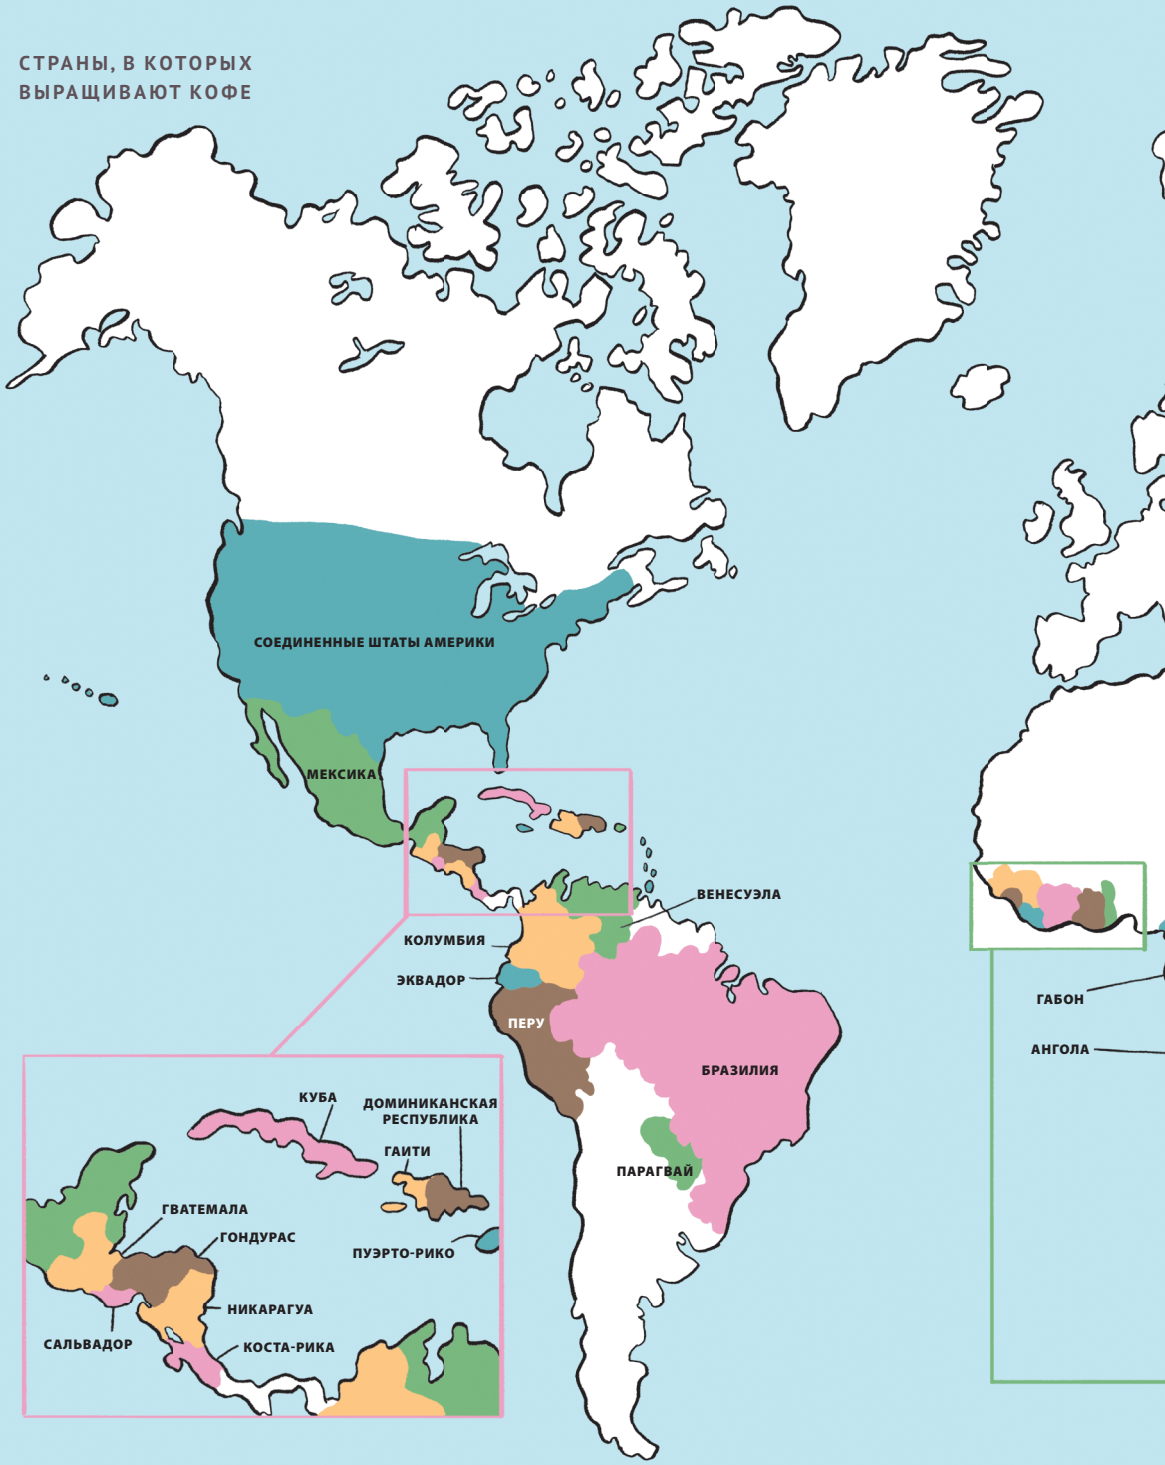 СТРАНЫ, В КОТОРЫХ
ВЫРАЩИВАЮТ КОФЕ
СОЕДИНЕННЫЕ ШТАТЫ АМЕРИКИ
МЕКСИКА
ВЕНЕСУЭЛА
КОЛУМБИЯ
ЭКВАДОР
ПЕРУ
ГАБОН
АНГОЛА
БРАЗИЛИЯ
ПАРАГВАЙ
КУБА
ДОМИНИКАНСКАЯ
РЕСПУБЛИКА
ГАИТИ
ГВАТЕМАЛА
ГОНДУРАС
ПУЭРТО-РИКО
НИКАРАГУА
САЛЬВАДОР
КОСТА-РИКА